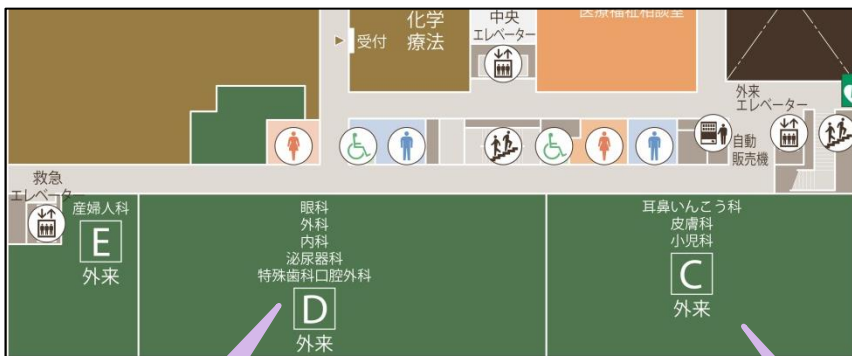 化学
療法
受付
中央
エレベーター
医療福祉相談室
外来
エレベーター
自動
販売機
救急
エレベータ
産婦人科
E
外来
眼科
外科
内科
泌尿器科
特殊歯科口腔外科
D
外来
耳鼻いんこう科
皮膚科
小児科
C
外来